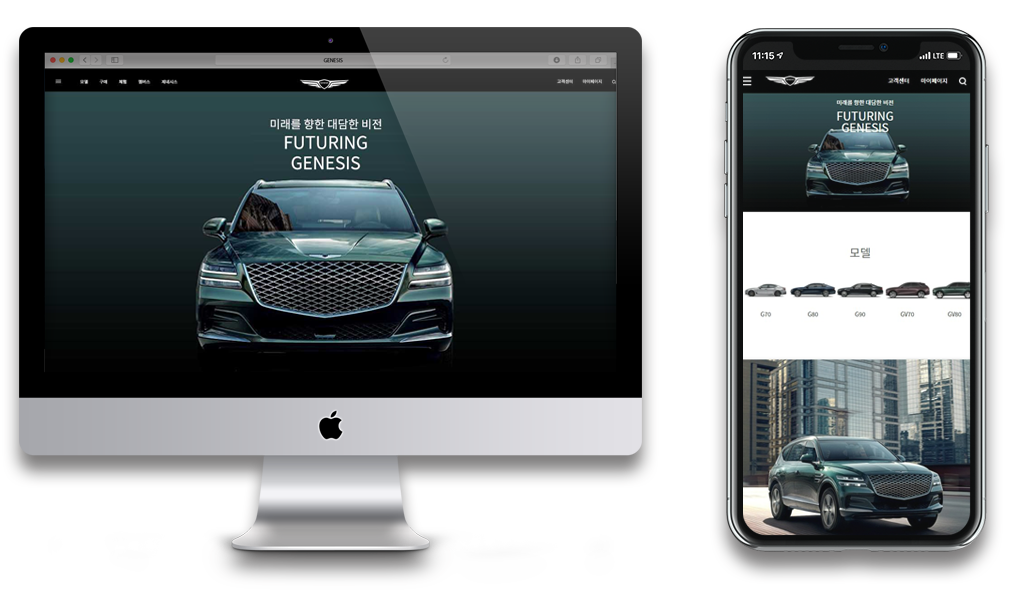 GENESIS
모델 구매 체험 멤버스 제네시스
고객센터 마이페이지
미래를 향한 대담한 비전
FUTURING
GENESIS
11:15
LTE
고객센터 마이페이지
미래를 향한 대담한 비전
FUTURING
GENESIS
모델
G70 G80 G90 GV70 GV80